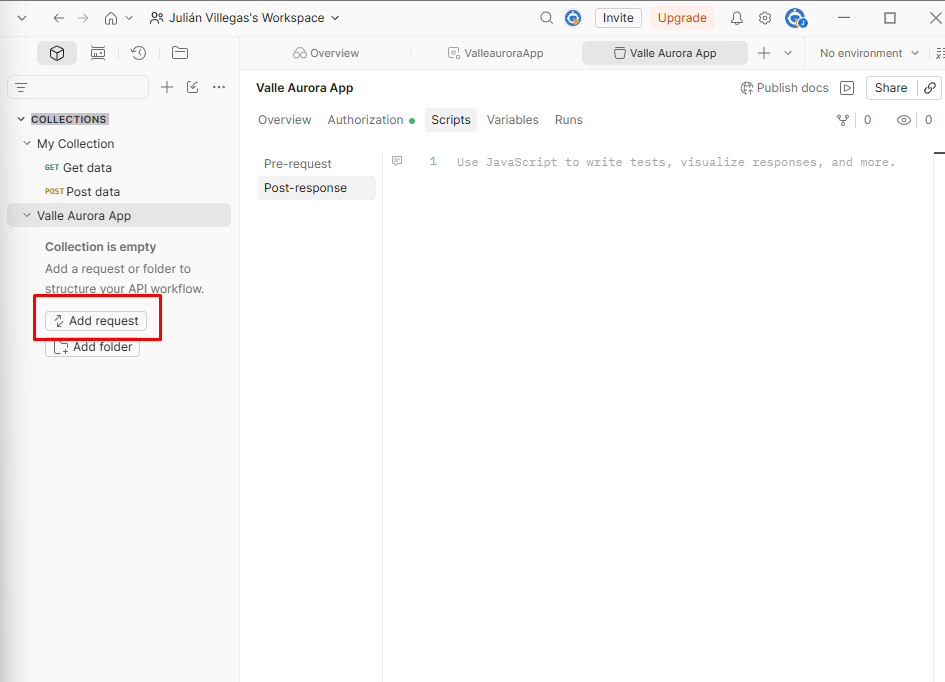 Julián Villegas's Workspace
Invite
Upgrade
Overview
ValleauroraApp
Valle Aurora App
No environment
COLLECTIONS
My Collection
GET Get data
POST Post data
Valle Aurora App
Collection is empty
Add a request or folder to
structure your API workflow.
Add request
Add folder
Valle Aurora App
Publish docs
Share
Overview
Authorization
Scripts
Variables
Runs
0
0
Pre-request
Post-response
1 Use JavaScript to write tests, visualize responses, and more.